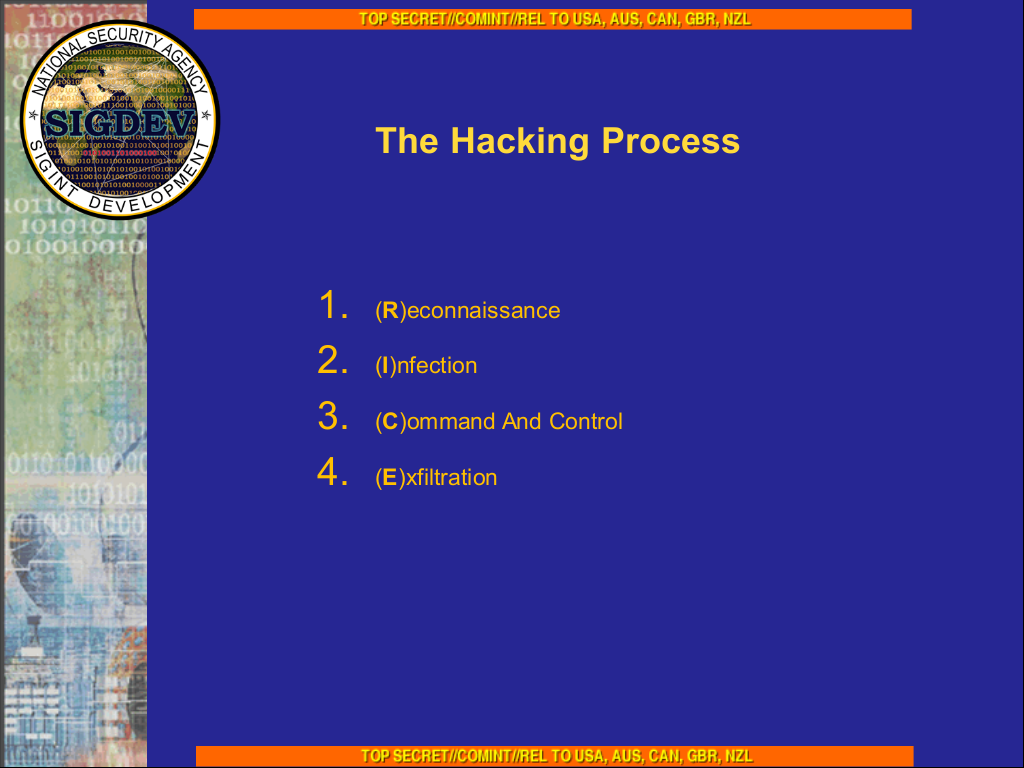 TOP SECRET//COMINT//REL TO USA, AUS, CAN, GBR, NZL
NATIONAL SECURITY AGENCY
SIGDEV
SIGINT DEVELOPMENT
The Hacking Process
1. (R)econnaissance
2. (I)nfection
3. (C)ommand And Control
4. (E)xfiltration
TOP SECRET//COMINT//REL TO USA, AUS, CAN, GBR, NZL